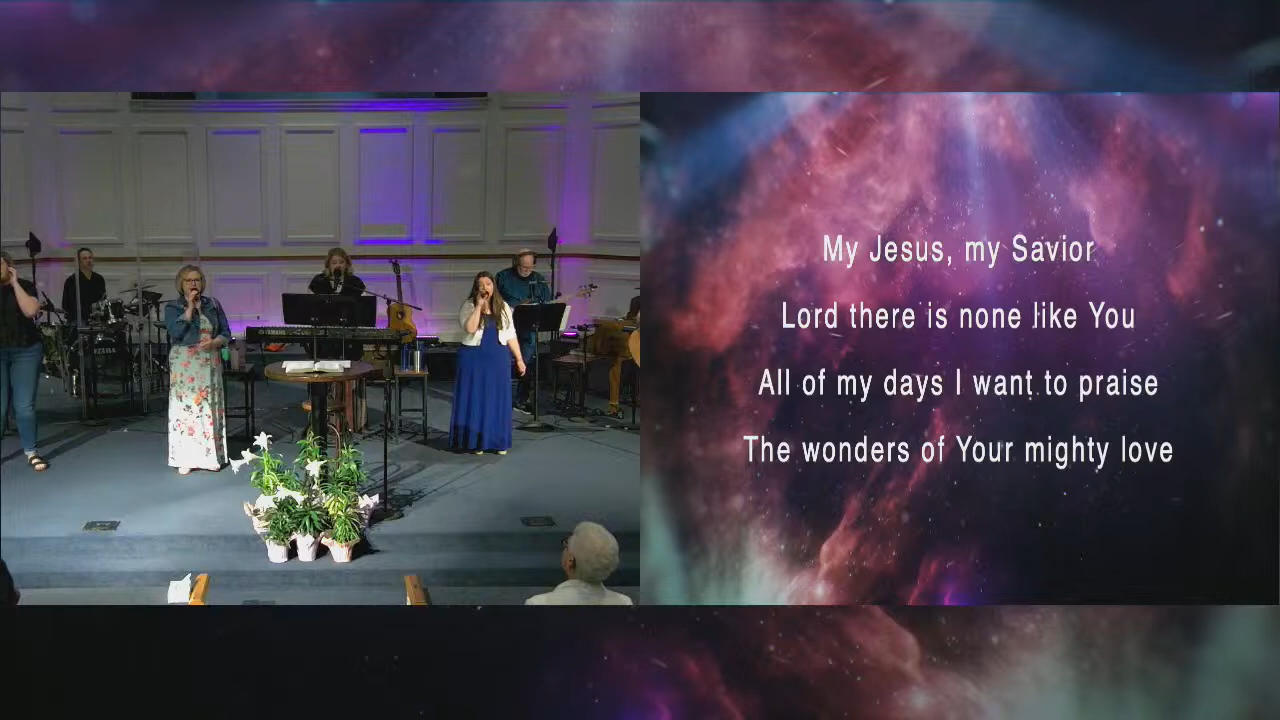 My Jesus, my Savior
Lord there is none like You
All of my days I want to praise
The wonders of Your mighty love
YAMAHA